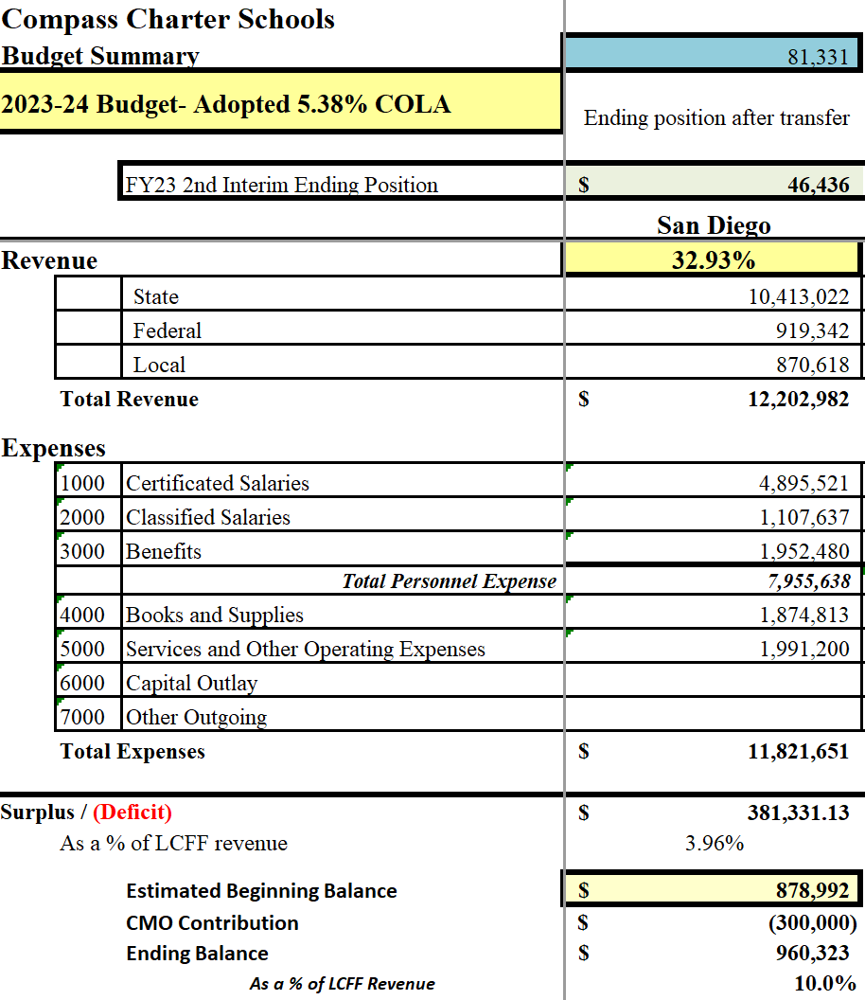 Compass Charter Schools
Budget Summary 81,331
2023-24 Budget- Adopted 5.38% COLA
Ending position after transfer
FY23 2nd Interim Ending Position $ 46,436
San Diego
Revenue 32.93%
State 10,413,022
Federal 919,342
Local 870,618
Total Revenue $ 12,202,982
Expenses
1000 Certificated Salaries 4,895,521
2000 Classified Salaries 1,107,637
3000 Benefits 1,952,480
Total Personnel Expense 7,955,638
4000 Books and Supplies 1,874,813
5000 Services and Other Operating Expenses 1,991,200
6000 Capital Outlay
7000 Other Outgoing
Total Expenses $ 11,821,651
Surplus / (Deficit) $ 381,331.13
As a % of LCFF revenue 3.96%
Estimated Beginning Balance $ 878,992
CMO Contribution $ (300,000)
Ending Balance $ 960,323
As a % of LCFF Revenue 10.0%